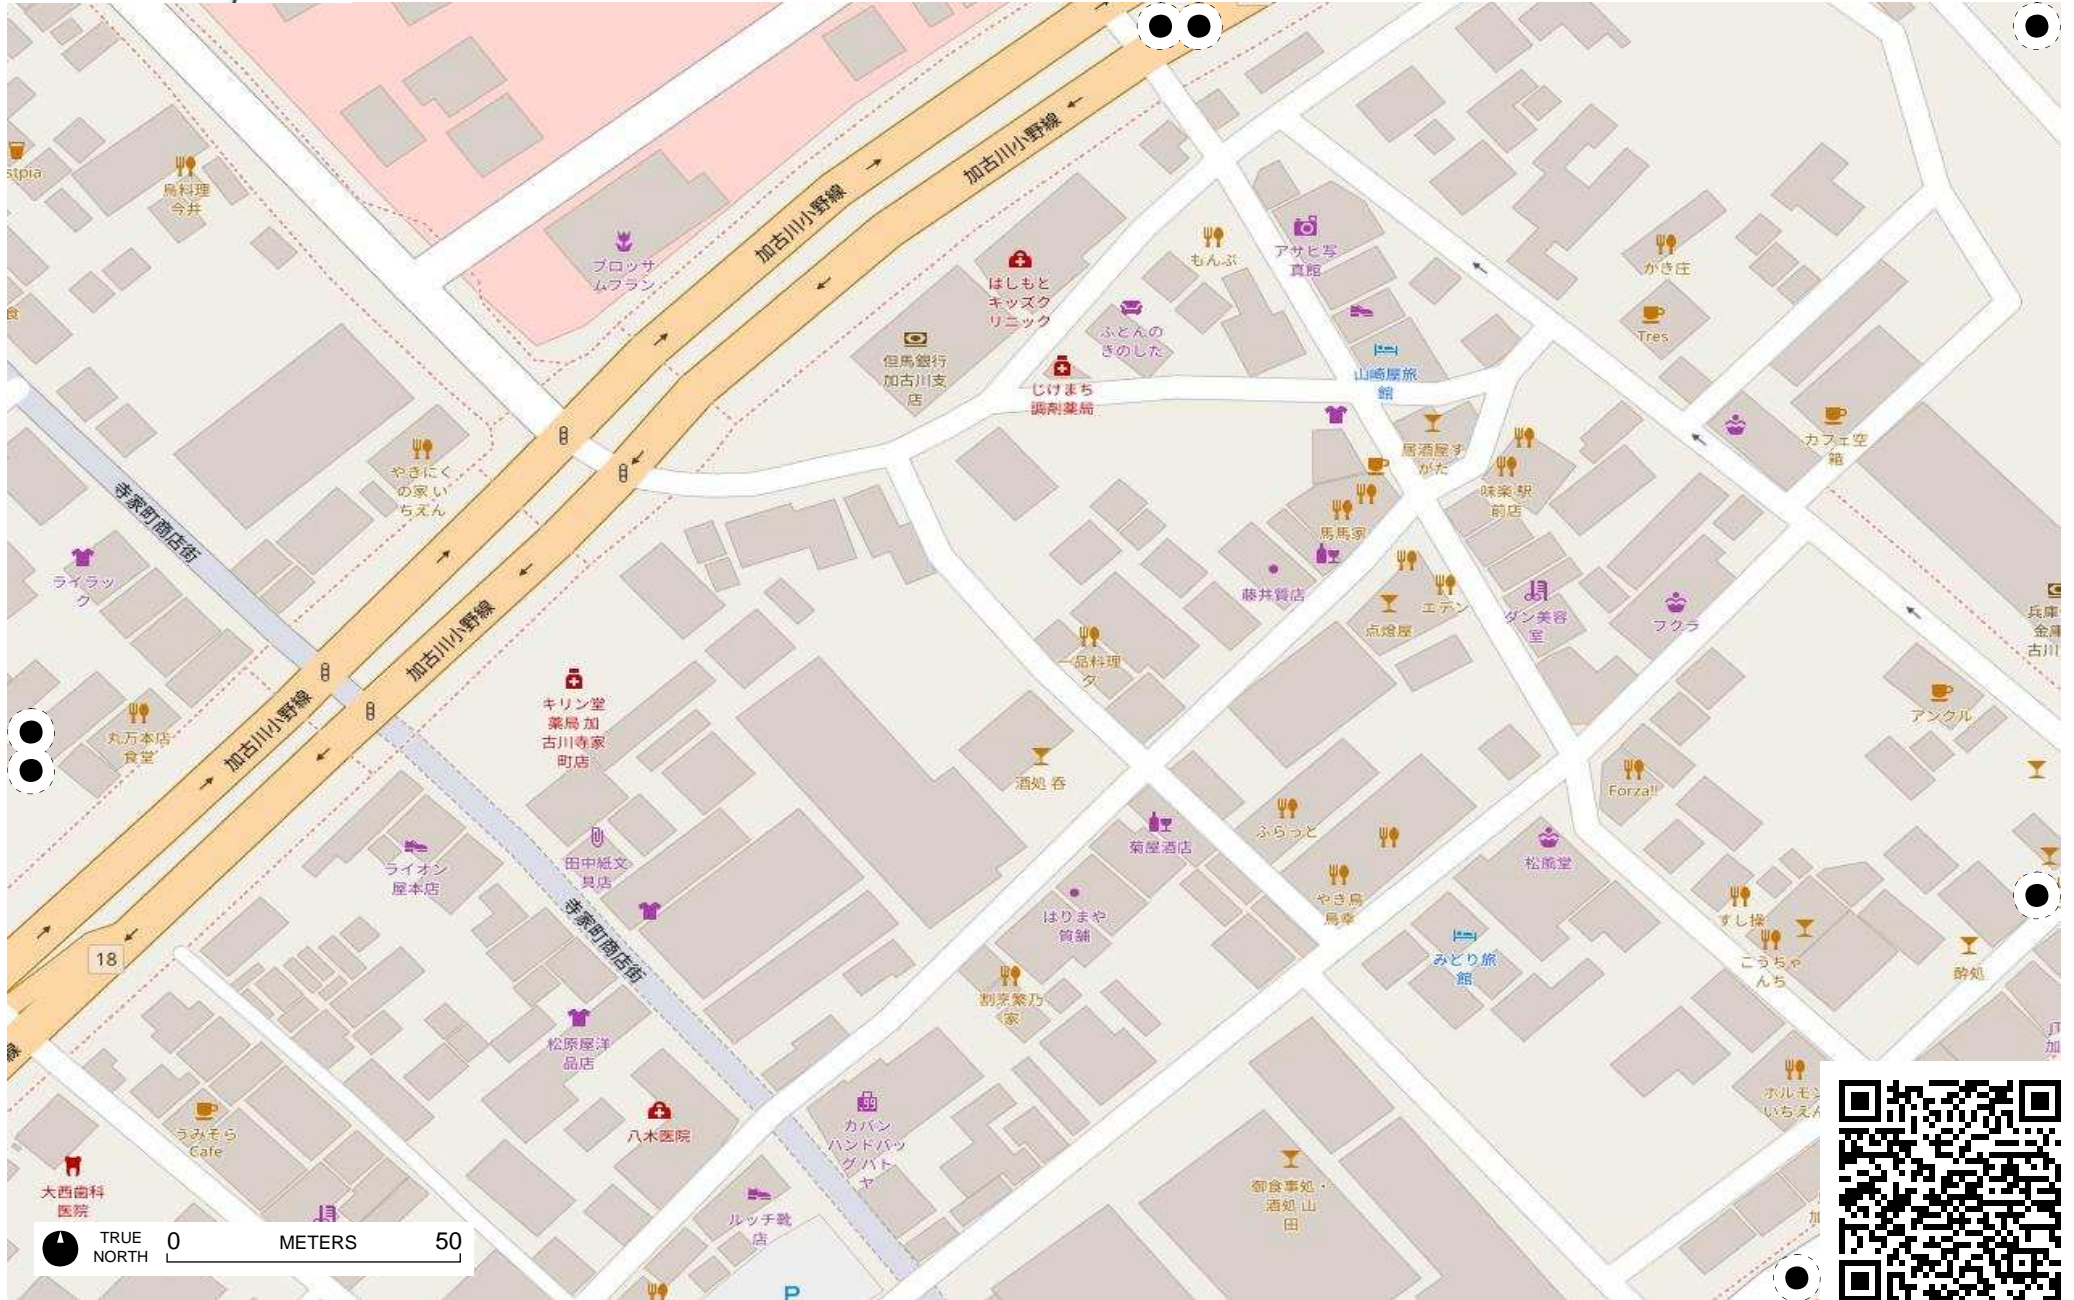 stpia
鳥料理
今井
ブロッサ
ムフラン
加古川小野線
加古川小野線
もんぷ
アサヒ写
真館
かき庄
はしもと
キッズク
リニック
ふとんの
きのした
食
Tres
但馬銀行
加古川支
店
じけまち
調剤薬局
山崎屋旅
館
居酒屋す
がた
カフェ空
箱
やきにく
の家 い
ちえん
寺家町商店街
味楽 駅
前店
馬馬家
ライラッ
ク
藤井質店
エデン
点燈屋
ダン美容
室
フクラ
兵庫
金庫
古川
加古川小野線
一品料理
夕
キリン堂
薬局 加
古川寺家
町店
アンクル
加古川小野線
丸万本店
食堂
酒処 呑
Forza!!
ふらっと
菊屋酒店
松風堂
ライオン
屋本店
田中紙文
具店
やき鳥
鳥幸
はりまや
質舗
すし操
寺家町商店街
18
みどり旅
館
こうちゃ
んち
酔処
割烹繁乃
家
松原屋洋
品店
線
加
ホルモン
いちえん
うみそら
Cafe
八木医院
カバン
ハンドバッ
グ ハト
ヤ
大西歯科
医院
御食事処・
酒処 山
田
ルッチ靴
店
加
TRUE
NORTH
0 METERS 50
P